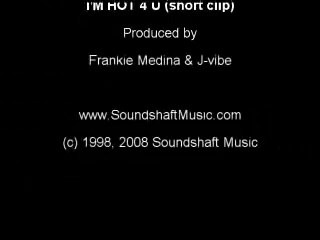 I'M HOT 4 U (short clip)
Produced by
Frankie Medina & J-vibe
www.SoundshaftMusic.com
(c) 1998, 2008 Soundshaft Music